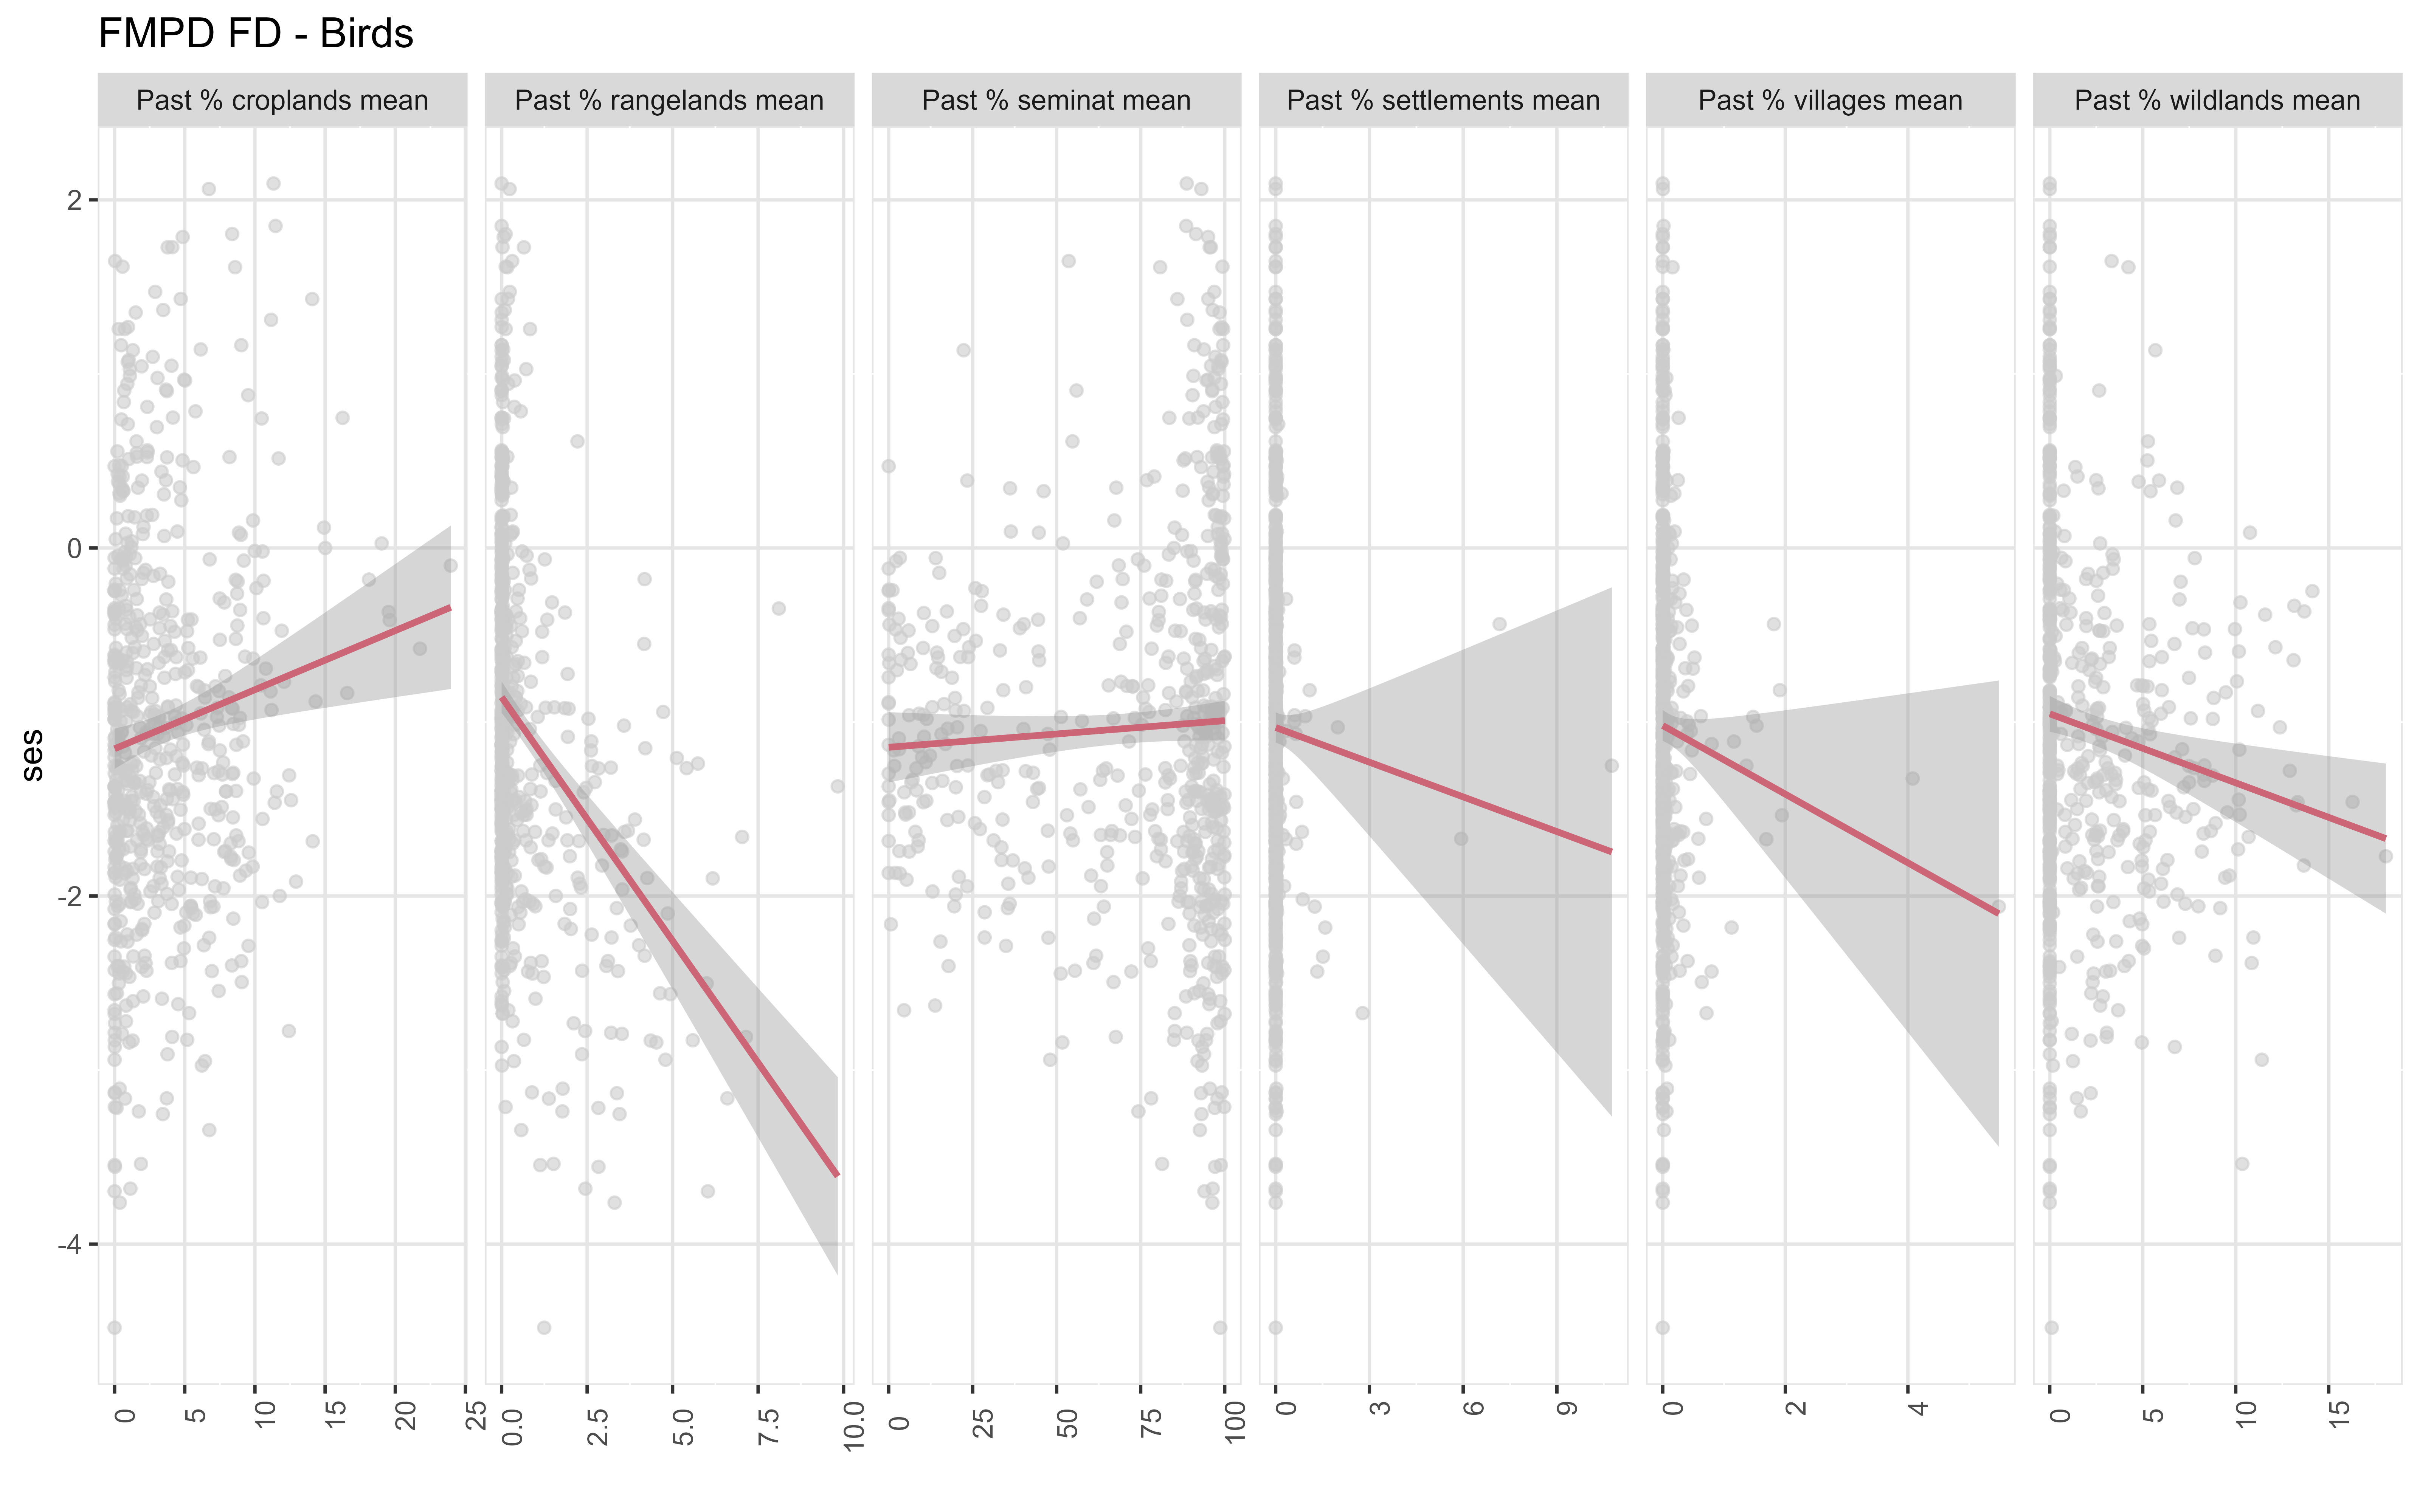 FMPD FD - Birds
Past % croplands mean
Past % rangelands mean
Past % seminat mean
Past % settlements mean
Past % villages mean
Past % wildlands mean
ses
2
0
-2
-4
0 5 10 15 20 25
0.0 2.5 5.0 7.5 10.0
0 25 50 75 100
0 3 6 9
0 2 4
0 5 10 15